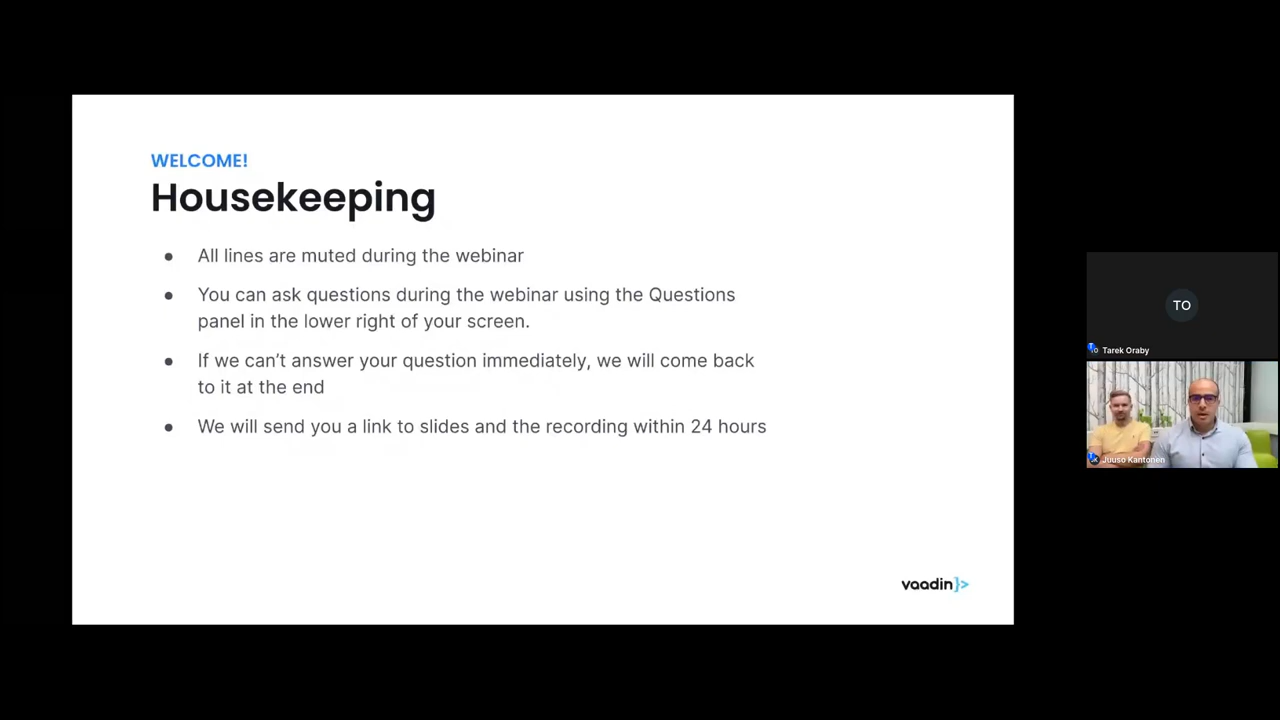 WELCOME!
Housekeeping
● All lines are muted during the webinar
● You can ask questions during the webinar using the Questions
panel in the lower right of your screen.
● If we can’t answer your question immediately, we will come back
to it at the end
● We will send you a link to slides and the recording within 24 hours
vaadin}>
TO
Tarek Oraby
Juuso Kantonen